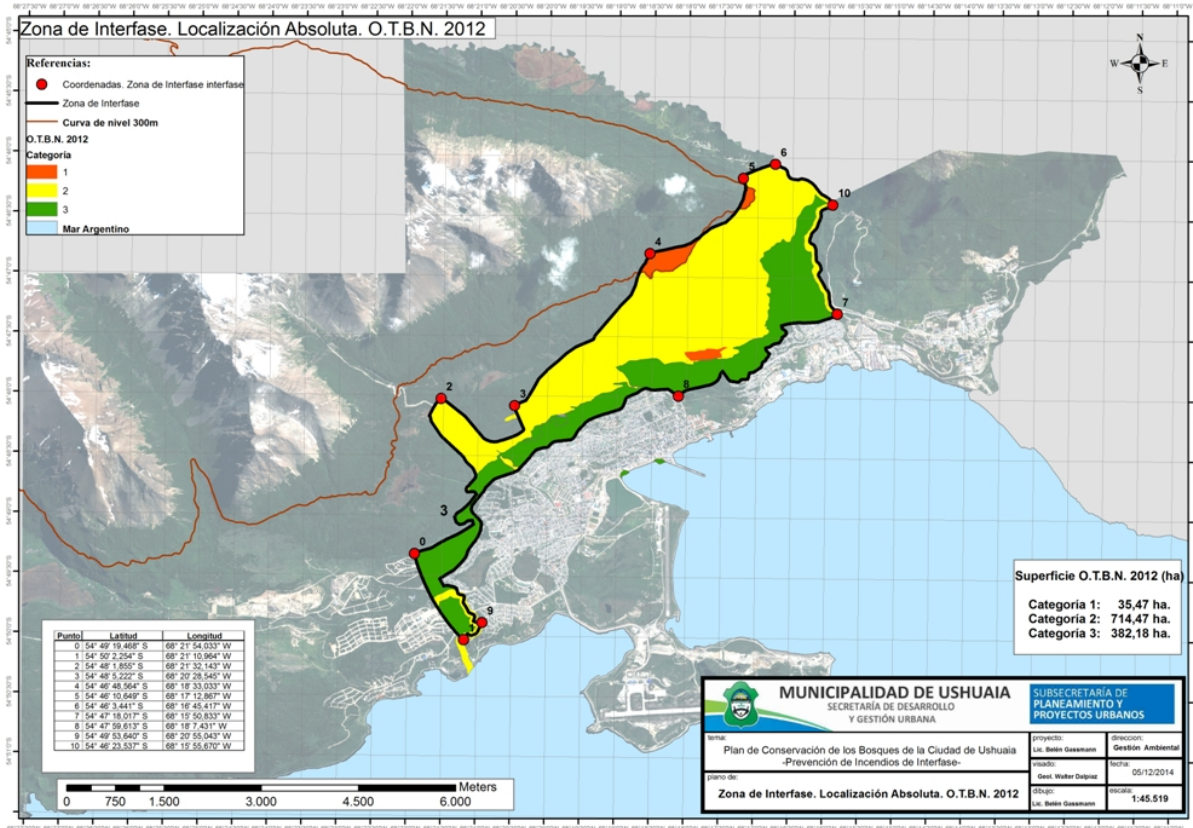 Zona de Interfase. Localización Absoluta. O.T.B.N. 2012
Referencias:
Coordenadas. Zona de Interfase interfase
Zona de Interfase
Curva de nivel 300m
O.T.B.N. 2012
Categoría
1
2
3
Mar Argentino
N
W E
S
6
5
10
4
7
8
2
3
3
0
9
1
Superficie O.T.B.N. 2012 (ha)
Categoría 1: 35,47 ha.
Categoría 2: 714,47 ha.
Categoría 3: 382,18 ha.
Punto Latitud Longitud
0 54° 49' 19,468" S 68° 21' 54,033" W
1 54° 50' 2,254" S 68° 21' 10,964" W
2 54° 48' 1,855" S 68° 21' 32,143" W
3 54° 48' 5,222" S 68° 20' 28,545" W
4 54° 46' 48,564" S 68° 18' 33,033" W
5 54° 46' 10,649" S 68° 17' 12,867" W
6 54° 46' 3,441" S 68° 16' 45,417" W
7 54° 47' 18,017" S 68° 15' 50,833" W
8 54° 47' 59,613" S 68° 18' 7,431" W
9 54° 49' 53,640" S 68° 20' 55,043" W
10 54° 46' 23,537" S 68° 15' 55,670" W
Meters
0 750 1.500 3.000 4.500 6.000
MUNICIPALIDAD DE USHUAIA
SECRETARÍA DE DESARROLLO
Y GESTIÓN URBANA
SUBSECRETARÍA DE
PLANEAMIENTO Y
PROYECTOS URBANOS
tema:
Plan de Conservación de los Bosques de la Ciudad de Ushuaia
-Prevención de Incendios de Interfase-
proyecto:
Lic. Belén Gassmann
direccion:
Gestión Ambiental
visado:
Geol. Walter Dalpiaz
fecha:
05/12/2014
plano de:
Zona de Interfase. Localización Absoluta. O.T.B.N. 2012
dibujo:
Lic. Belén Gassmann
escala:
1:45.519